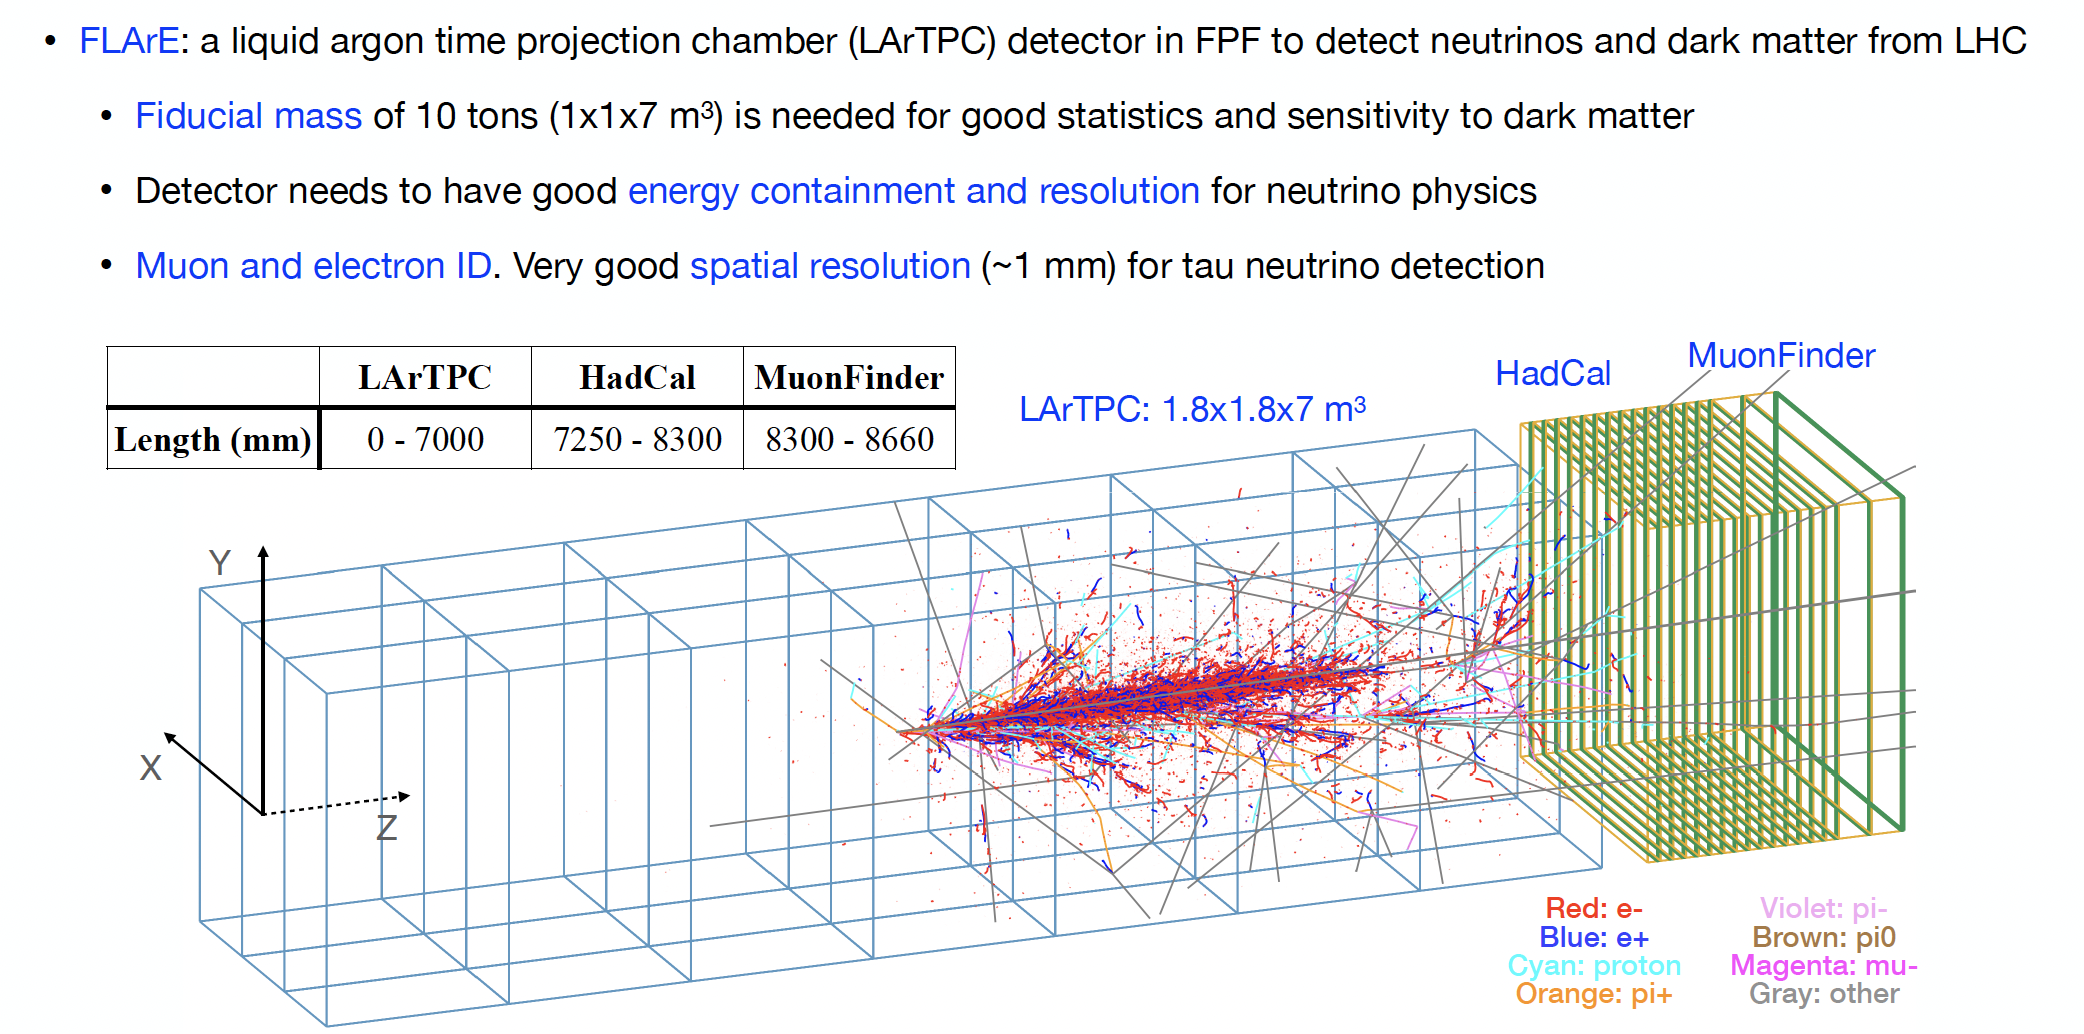 • FLArE: a liquid argon time projection chamber (LArTPC) detector in FPF to detect neutrinos and dark matter from LHC
• Fiducial mass of 10 tons (1x1x7 m³) is needed for good statistics and sensitivity to dark matter
• Detector needs to have good energy containment and resolution for neutrino physics
• Muon and electron ID. Very good spatial resolution (~1 mm) for tau neutrino detection
LArTPC HadCal MuonFinder
Length (mm) 0 - 7000 7250 - 8300 8300 - 8660
HadCal
MuonFinder
LArTPC: 1.8x1.8x7 m³
Y
X
Z
Red: e-
Blue: e+
Cyan: proton
Orange: pi+
Violet: pi-
Brown: pi0
Magenta: mu-
Gray: other